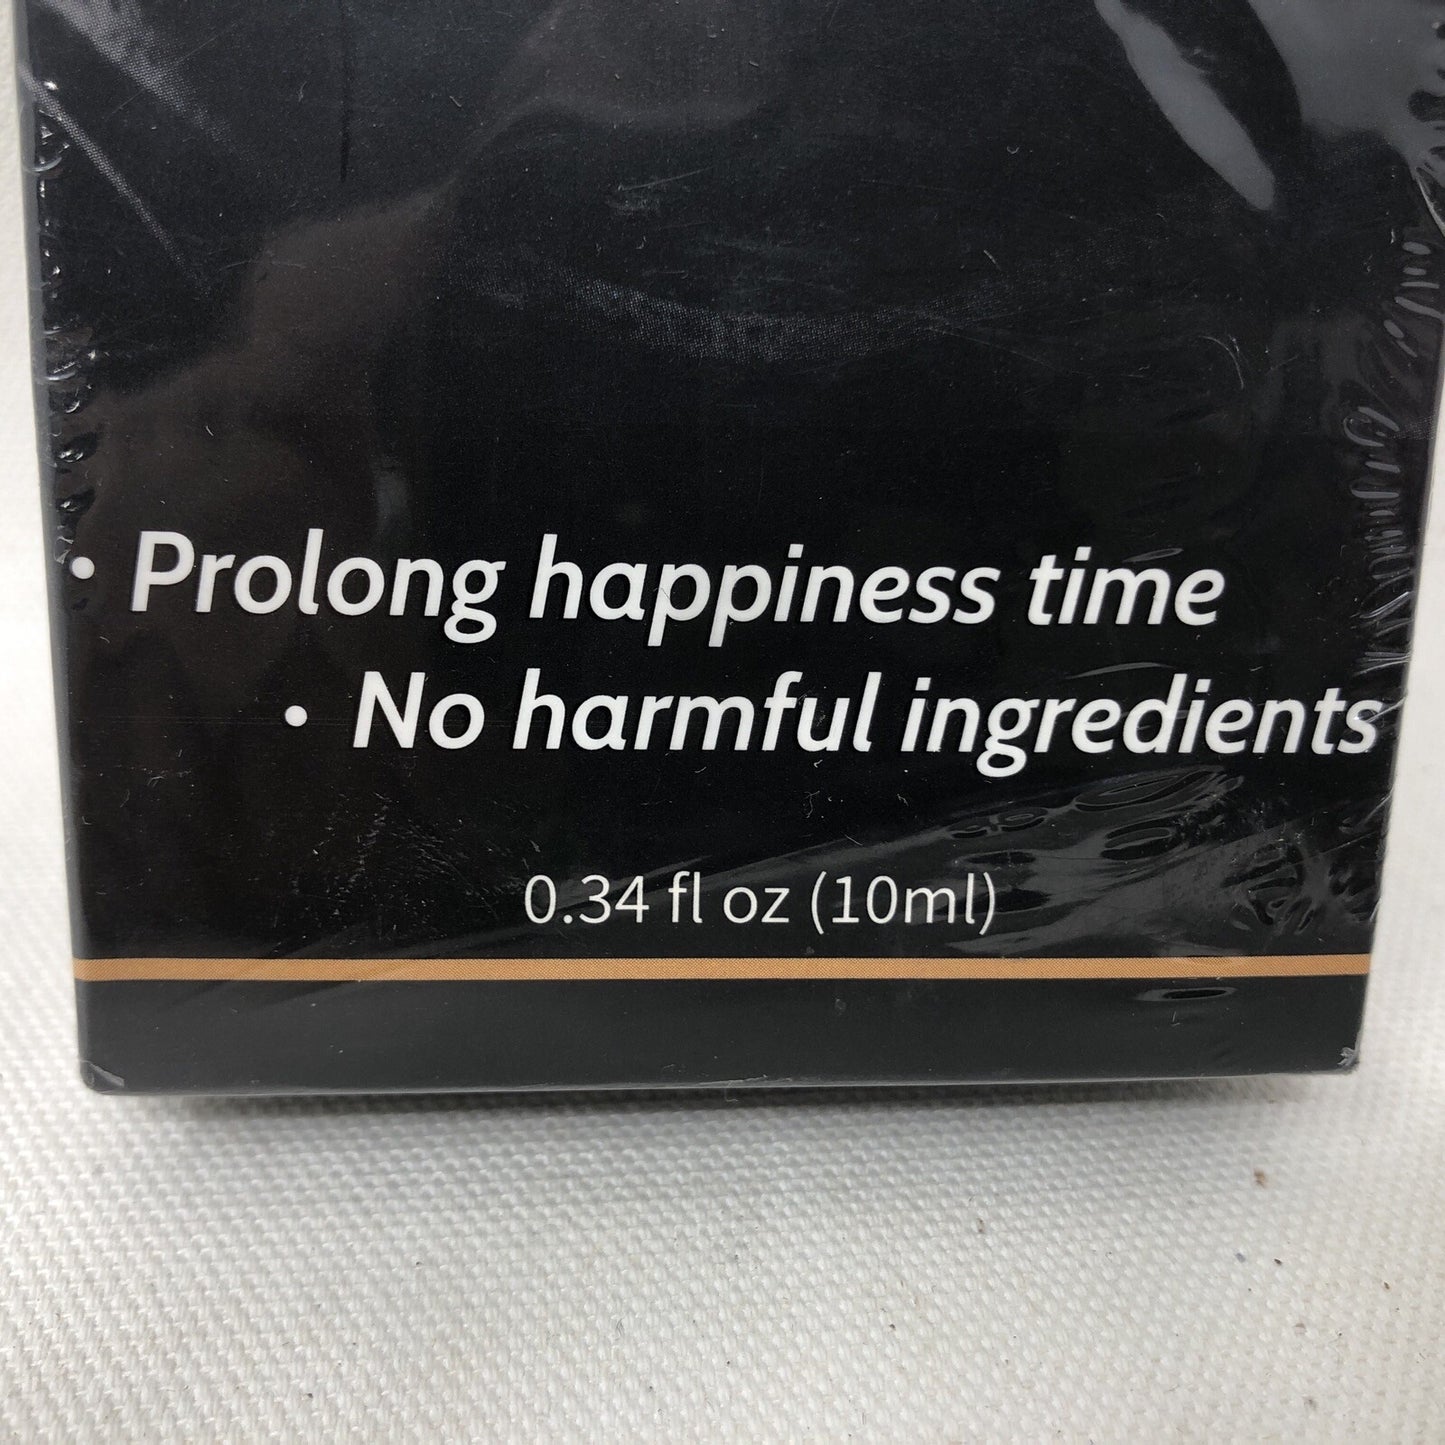 • Prolong happiness time
• No harmful ingredients
0.34 fl oz (10ml)